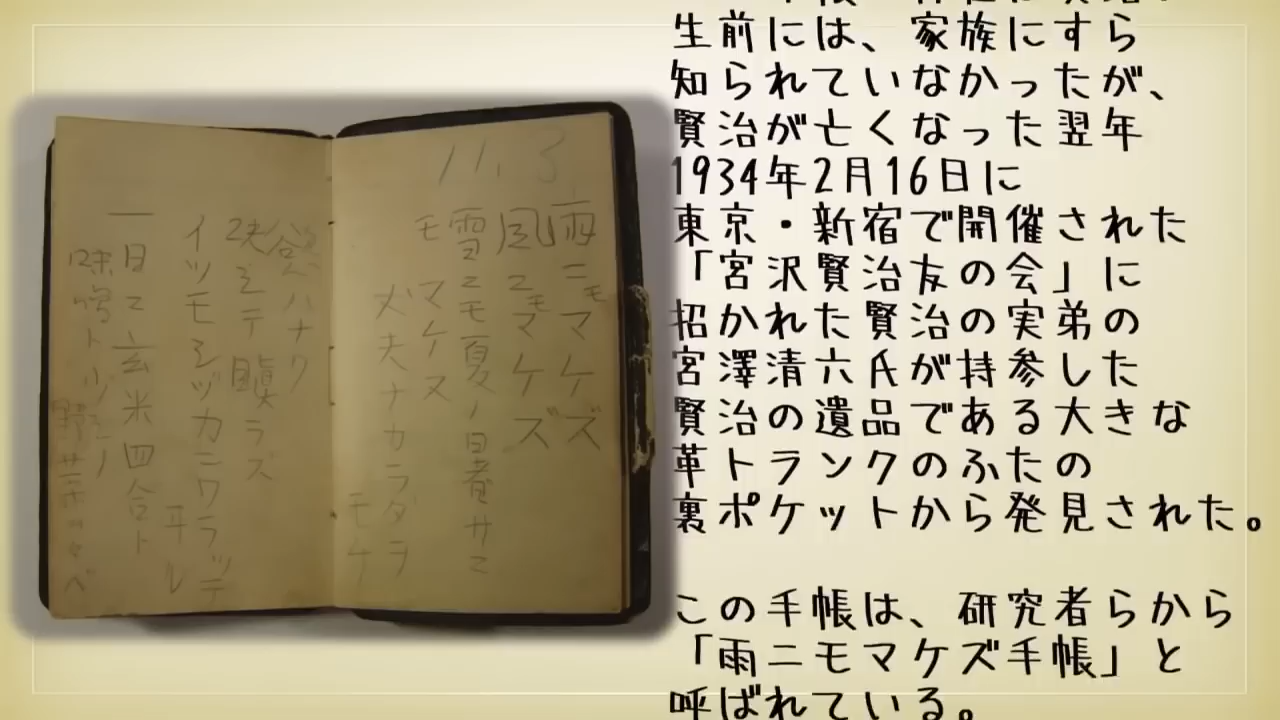 生前には、家族にすら
知られていなかったが、
賢治が亡くなった翌年
1934年2月16日に
東京・新宿で開催された
「宮沢賢治友の会」に
招かれた賢治の実弟の
宮澤清六氏が持参した
賢治の遺品である大きな
革トランクのふたの
裏ポケットから発見された。
この手帳は、研究者らから
「雨ニモマケズ手帳」と
呼ばれている。
11. 3
雨ニモマケズ
風ニモマケズ
雪ニモ夏ノ暑サニ
モマケヌ
丈夫ナカラダヲ
モチ
慾ハナク
決シテ瞋ラズ
イツモシヅカニワラッテ
ヰル
一日ニ玄米四合ト
味噌ト少シノ
野菜ヲタベ